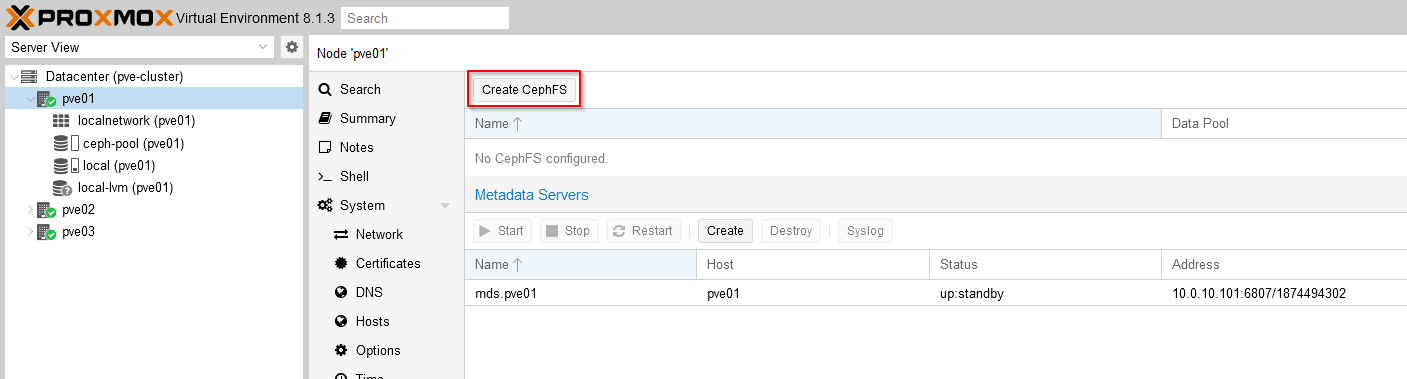 PROXMOX Virtual Environment 8.1.3 Search
Server View
Node 'pve01'
Datacenter (pve-cluster)
pve01
localnetwork (pve01)
ceph-pool (pve01)
local (pve01)
local-lvm (pve01)
pve02
pve03
Search
Summary
Notes
Shell
System
Network
Certificates
DNS
Hosts
Options
Time
Create CephFS
Name Data Pool
No CephFS configured.
Metadata Servers
Start Stop Restart Create Destroy Syslog
Name Host Status Address
mds.pve01 pve01 up:standby 10.0.10.101:6807/1874494302